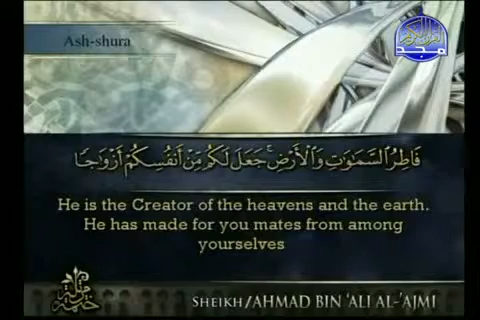 Ash-shura
مجد
فَاطِرُ السَّمَٰوَٰتِ وَالْأَرْضِ ۚ جَعَلَ لَكُم مِّنْ أَنفُسِكُمْ أَزْوَٰجًا
He is the Creator of the heavens and the earth.
He has made for you mates from among
yourselves
SHEIKH/AHMAD BIN 'ALI AL-'AJMI